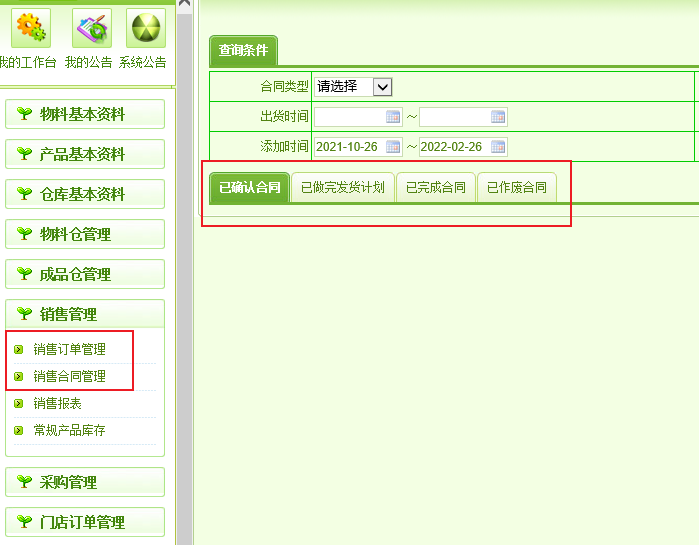 我的工作台 我的公告 系统公告
物料基本资料
产品基本资料
仓库基本资料
物料仓管理
成品仓管理
销售管理
销售订单管理
销售合同管理
销售报表
常规产品库存
采购管理
门店订单管理
查询条件
合同类型 请选择
出货时间 ～
添加时间 2021-10-26 ～ 2022-02-26
已确认合同 已做完发货计划 已完成合同 已作废合同